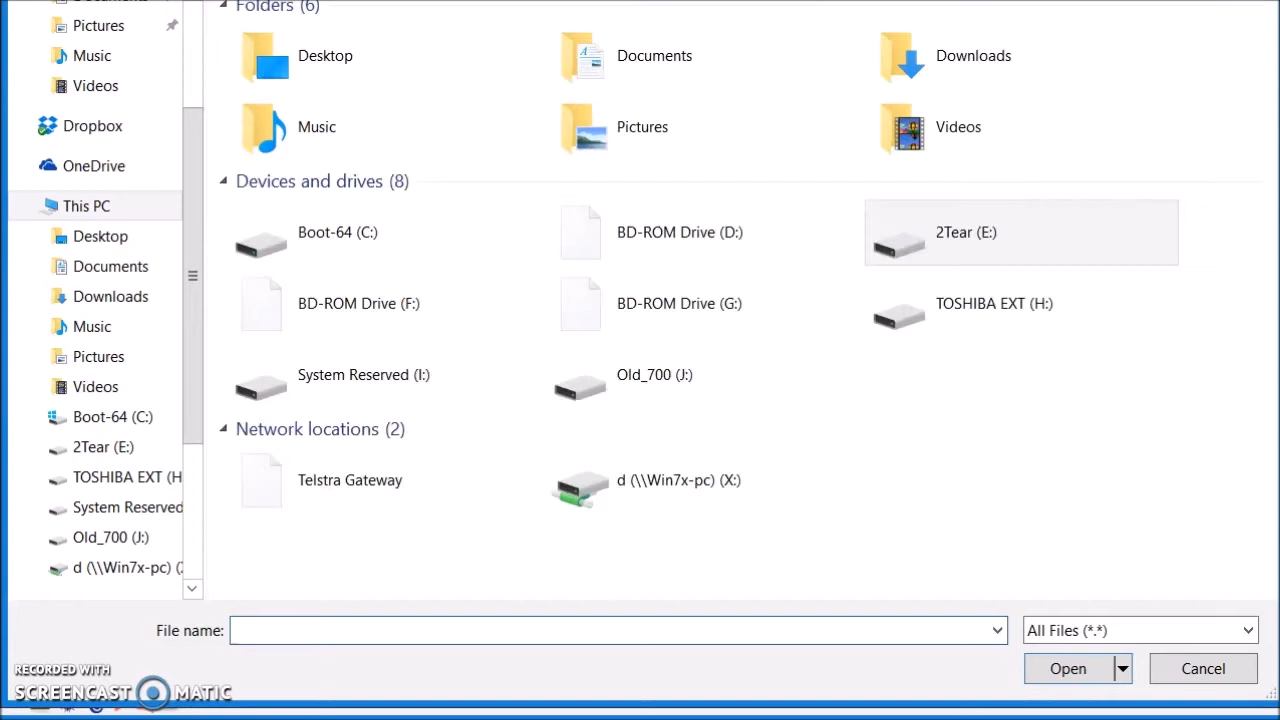 Pictures
Music
Videos
Dropbox
OneDrive
This PC
Desktop
Documents
Downloads
Music
Pictures
Videos
Boot-64 (C:)
2Tear (E:)
TOSHIBA EXT (H
System Reserved
Old_700 (J:)
d (\\Win7x-pc) (
Folders (6)
Desktop
Documents
Downloads
Music
Pictures
Videos
Devices and drives (8)
Boot-64 (C:)
BD-ROM Drive (D:)
2Tear (E:)
BD-ROM Drive (F:)
BD-ROM Drive (G:)
TOSHIBA EXT (H:)
System Reserved (I:)
Old_700 (J:)
Network locations (2)
Telstra Gateway
d (\\Win7x-pc) (X:)
File name:
All Files (*.*)
Open
Cancel
RECORDED WITH
SCREENCAST MATIC